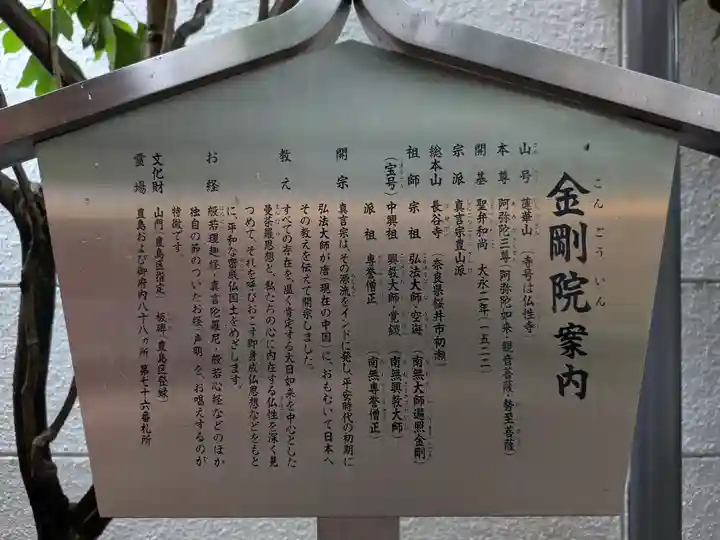 金剛院案内
こんごういん
山号 蓮華山 (寺号は仏性寺)
本尊 阿弥陀三尊(阿弥陀如来・観音菩薩・勢至菩薩)
開基 聖弁和尚 大永二年(一五二二)
宗派 真言宗豊山派
総本山 長谷寺 (奈良県桜井市初瀬)
祖師 宗祖 弘法大師・空海 (南無大師遍照金剛)
(宝号) 中興祖 興教大師・覚鑁 (南無興教大師)
派祖 専誉僧正 (南無専誉僧正)
開宗 真言宗は、その源流をインドに発し、平安時代の初期に
弘法大師が唐(現在の中国)に、おもむいて日本へ
その教えを伝えて開宗しました。
教え すべての存在を、温く肯定する大日如来を中心とした
曼荼羅思想と、私たちの心に内在する仏性を深く見
つめて、それを呼びおこす即身成仏思想などをもと
に、平和な密厳仏国土をめざします。
お経 般若理趣経・真言陀羅尼・般若心経などのほか
独自の節のついたお経(声明)を、お唱えするのが
特徴です。
文化財 山門(豊島区指定) 板碑(豊島区登録)
霊場 豊島および御府内八十八ヵ所 第七十六番札所